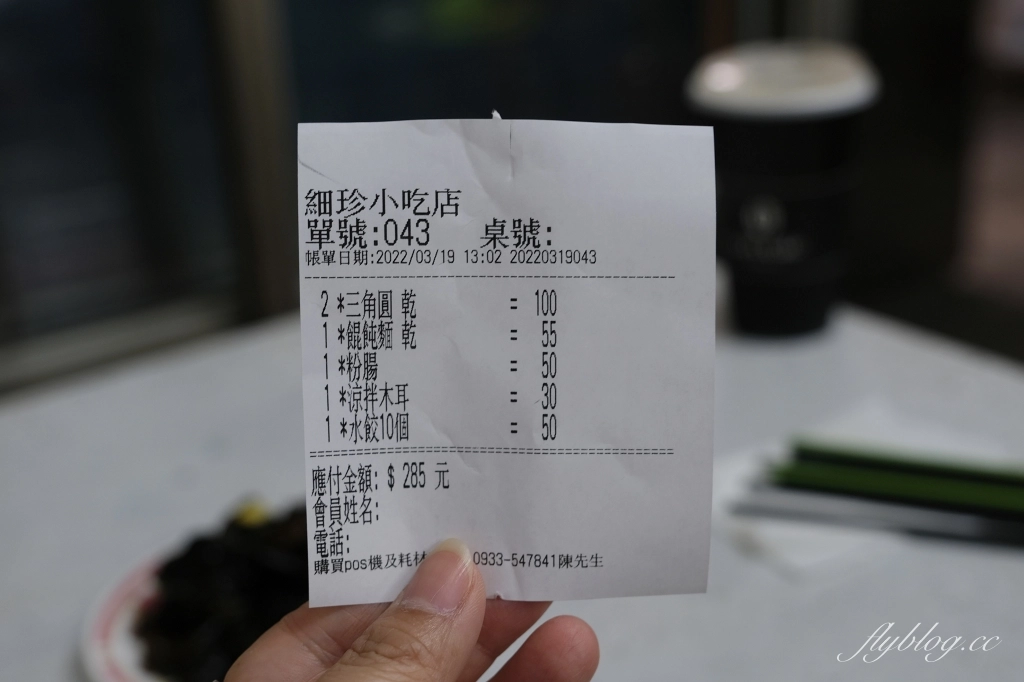 細珍小吃店
單號:043 桌號:
帳單日期:2022/03/19 13:02 20220319043
2 *三角圓 乾 = 100
1 *餛飩麵 乾 = 55
1 *粉腸 = 50
1 *涼拌木耳 = 30
1 *水餃10個 = 50
應付金額: $ 285 元
會員姓名:
電話:
購買pos機及耗材 0933-547841陳先生
flyblog.cc